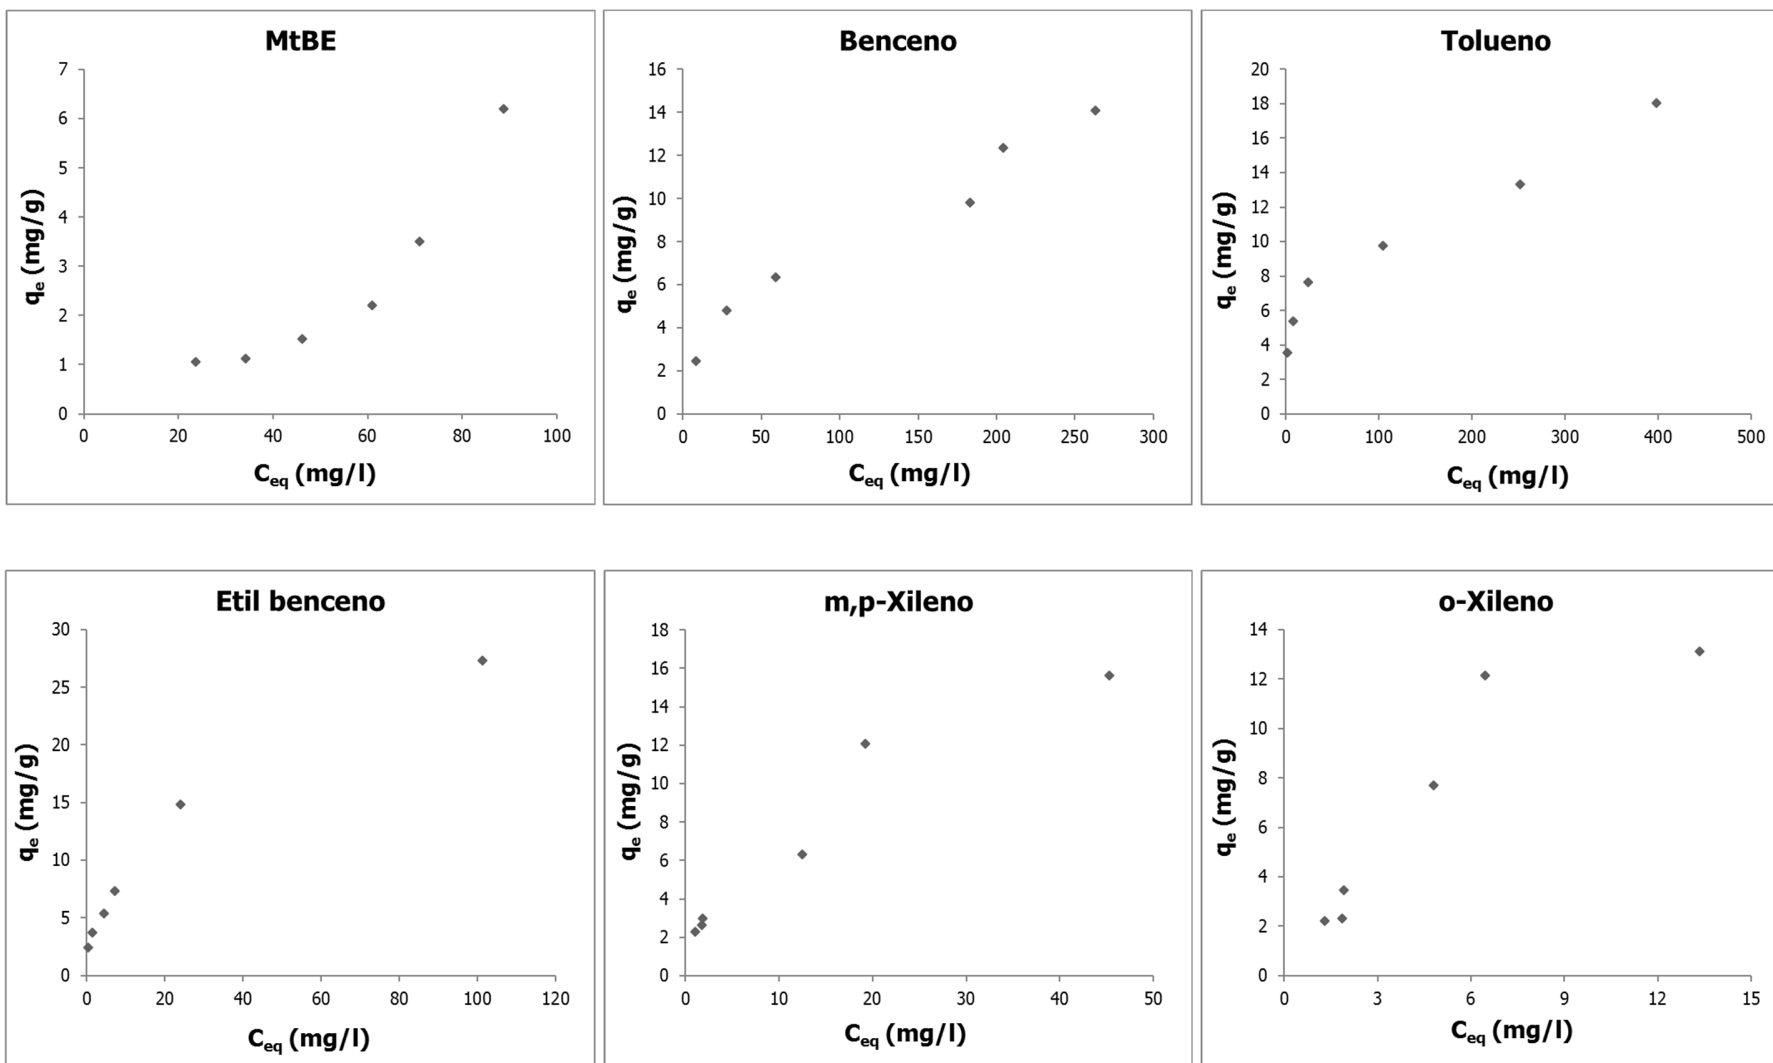 MtBE
7
6
5
4
3
2
1
0
qe (mg/g)
0 20 40 60 80 100
Ceq (mg/l)
Benceno
16
14
12
10
8
6
4
2
0
qe (mg/g)
0 50 100 150 200 250 300
Ceq (mg/l)
Tolueno
20
18
16
14
12
10
8
6
4
2
0
qe (mg/g)
0 100 200 300 400 500
Ceq (mg/l)
Etil benceno
30
25
20
15
10
5
0
qe (mg/g)
0 20 40 60 80 100 120
Ceq (mg/l)
m,p-Xileno
18
16
14
12
10
8
6
4
2
0
qe (mg/g)
0 10 20 30 40 50
Ceq (mg/l)
o-Xileno
14
12
10
8
6
4
2
0
qe (mg/g)
0 3 6 9 12 15
Ceq (mg/l)